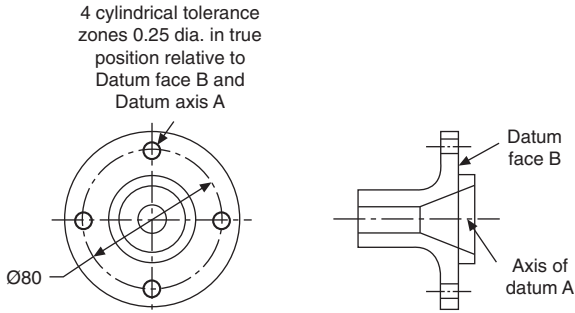 4 cylindrical tolerance
zones 0.25 dia. in true
position relative to
Datum face B and
Datum axis A
Ø80
Datum
face B
Axis of
datum A